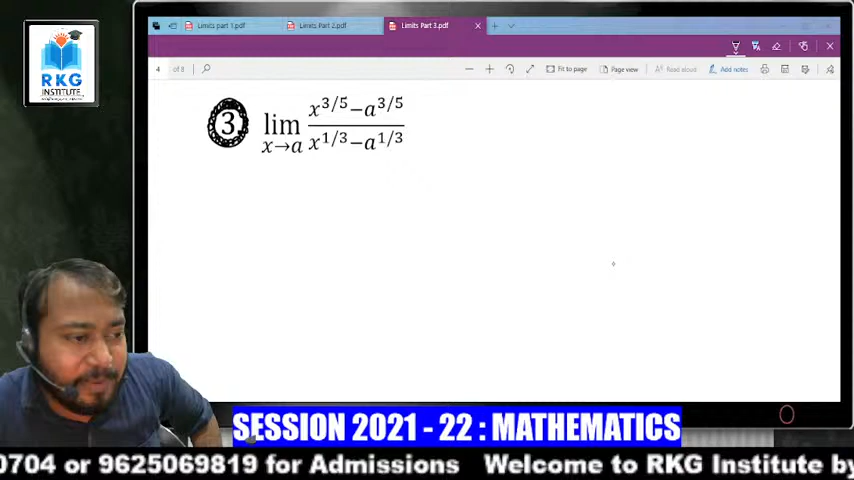 Limits part 1.pdf
Limits Part 2.pdf
Limits Part 3.pdf
4 of 8
Fit to page
Page view
Read aloud
Add notes
RKG
INSTITUTE
3 lim x→a (x^3/5 − a^3/5) / (x^1/3 − a^1/3)
SESSION 2021 - 22 : MATHEMATICS
0704 or 9625069819 for Admissions Welcome to RKG Institute by